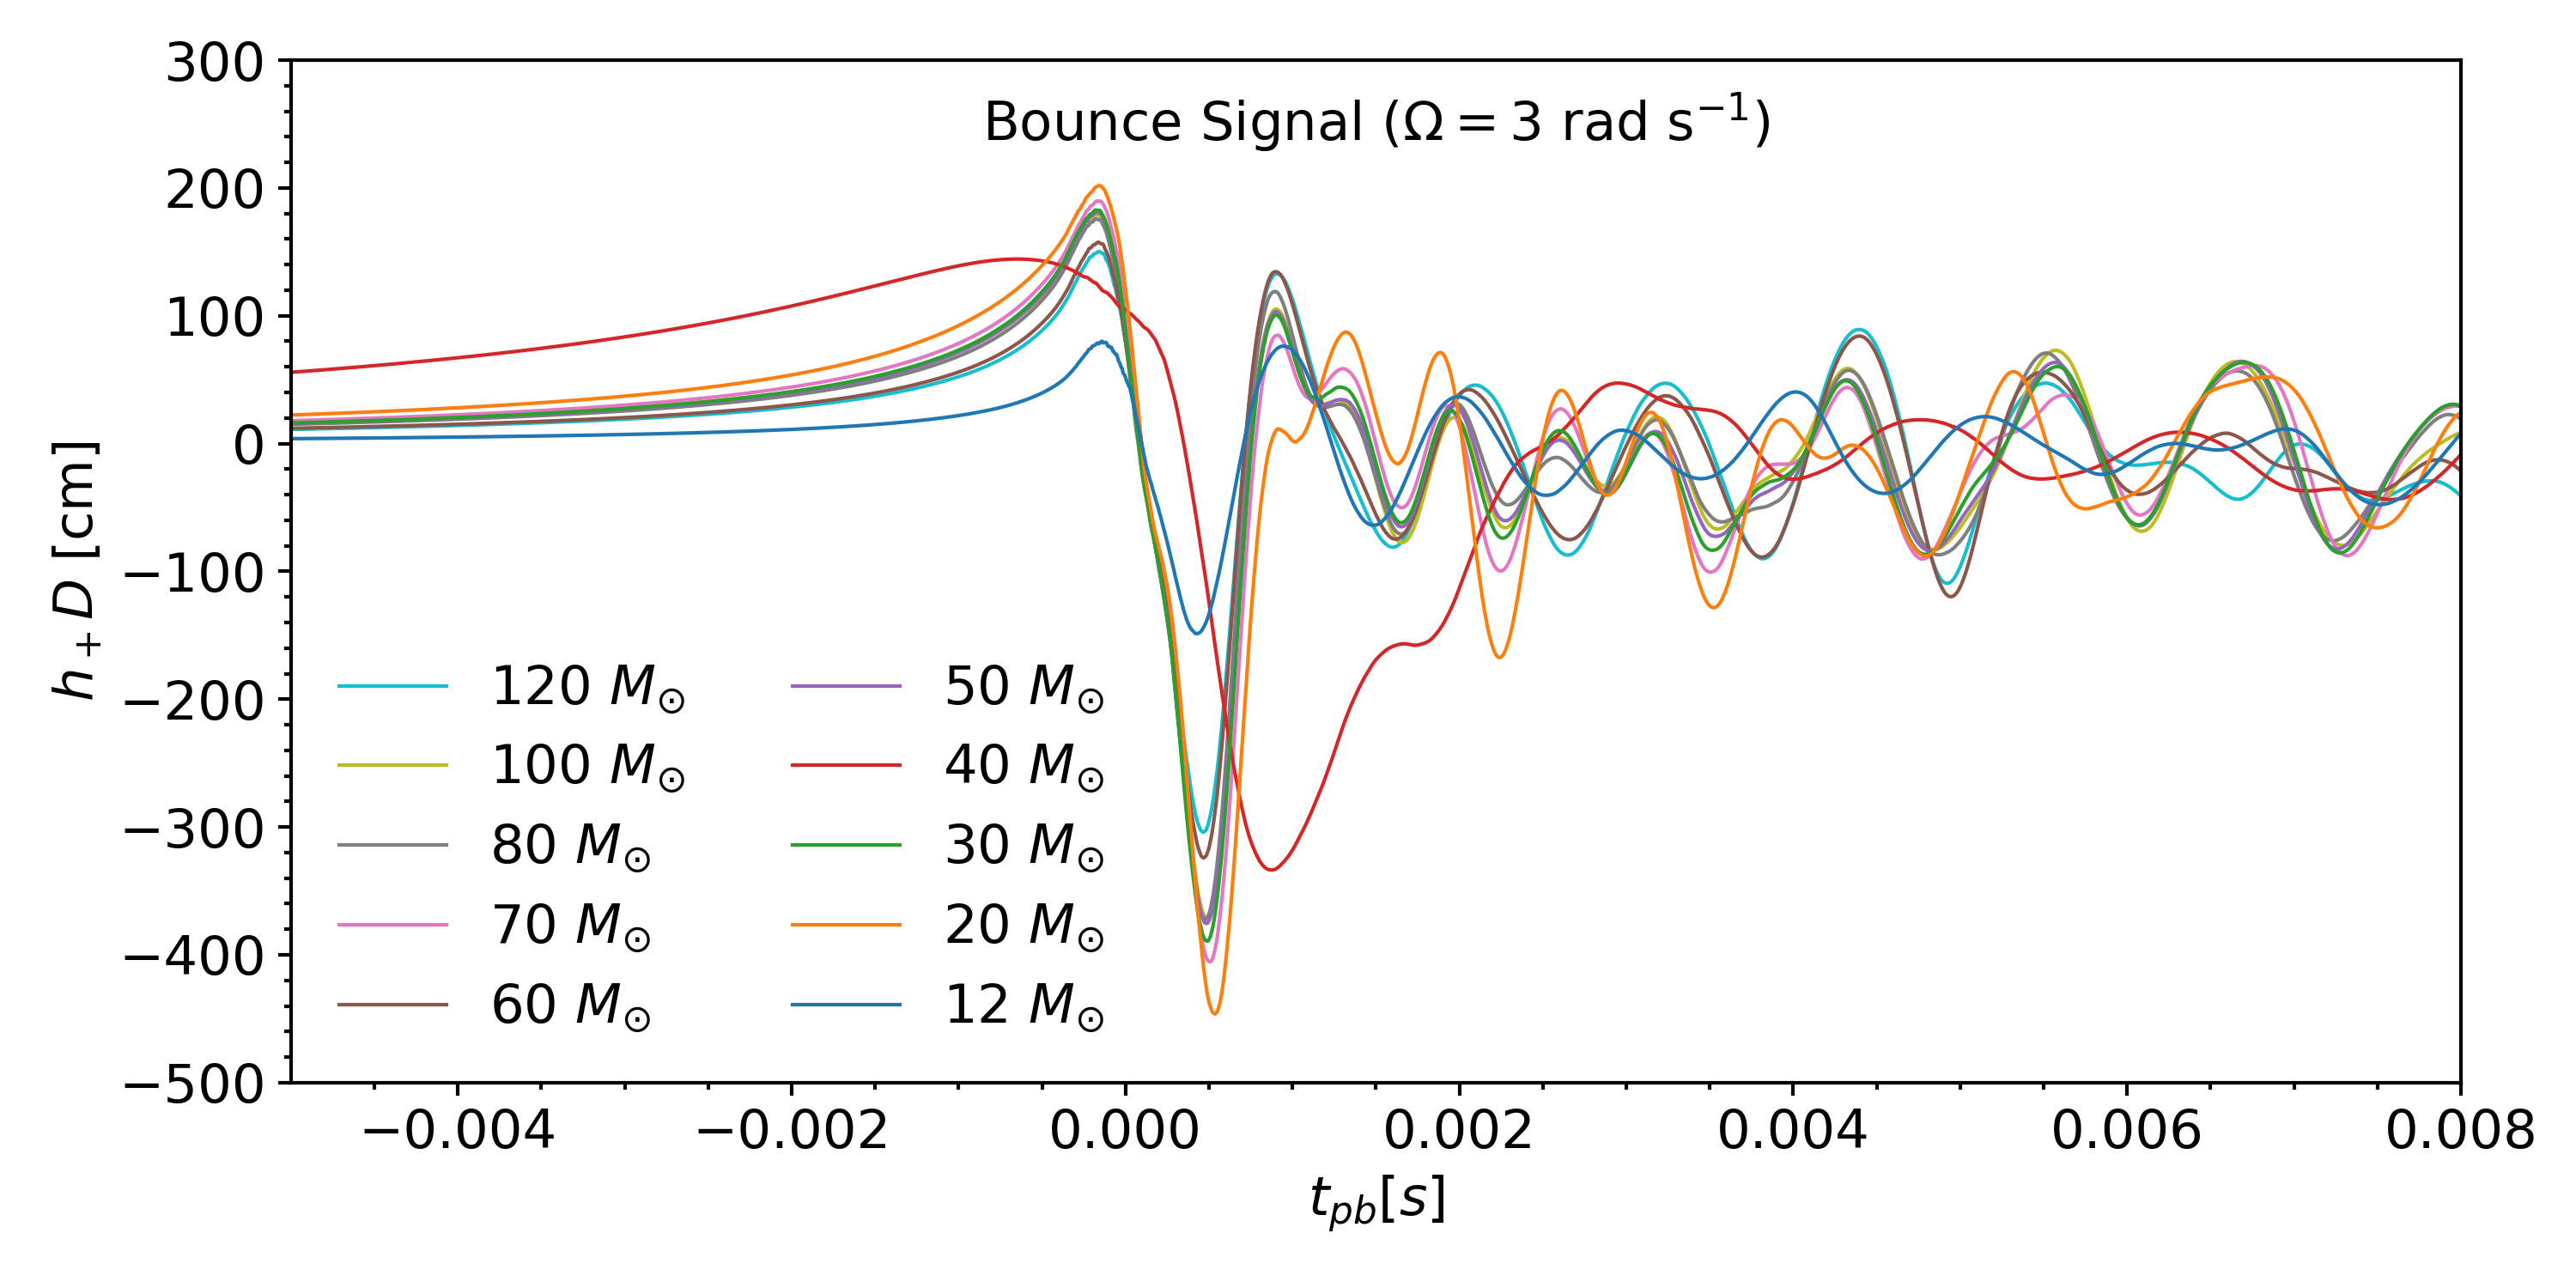 Bounce Signal (Ω = 3 rad s⁻¹)
h₊D [cm]
300
200
100
0
−100
−200
−300
−400
−500
120 M⊙
100 M⊙
80 M⊙
70 M⊙
60 M⊙
50 M⊙
40 M⊙
30 M⊙
20 M⊙
12 M⊙
−0.004 −0.002 0.000 0.002 0.004 0.006 0.008
t_pb[s]